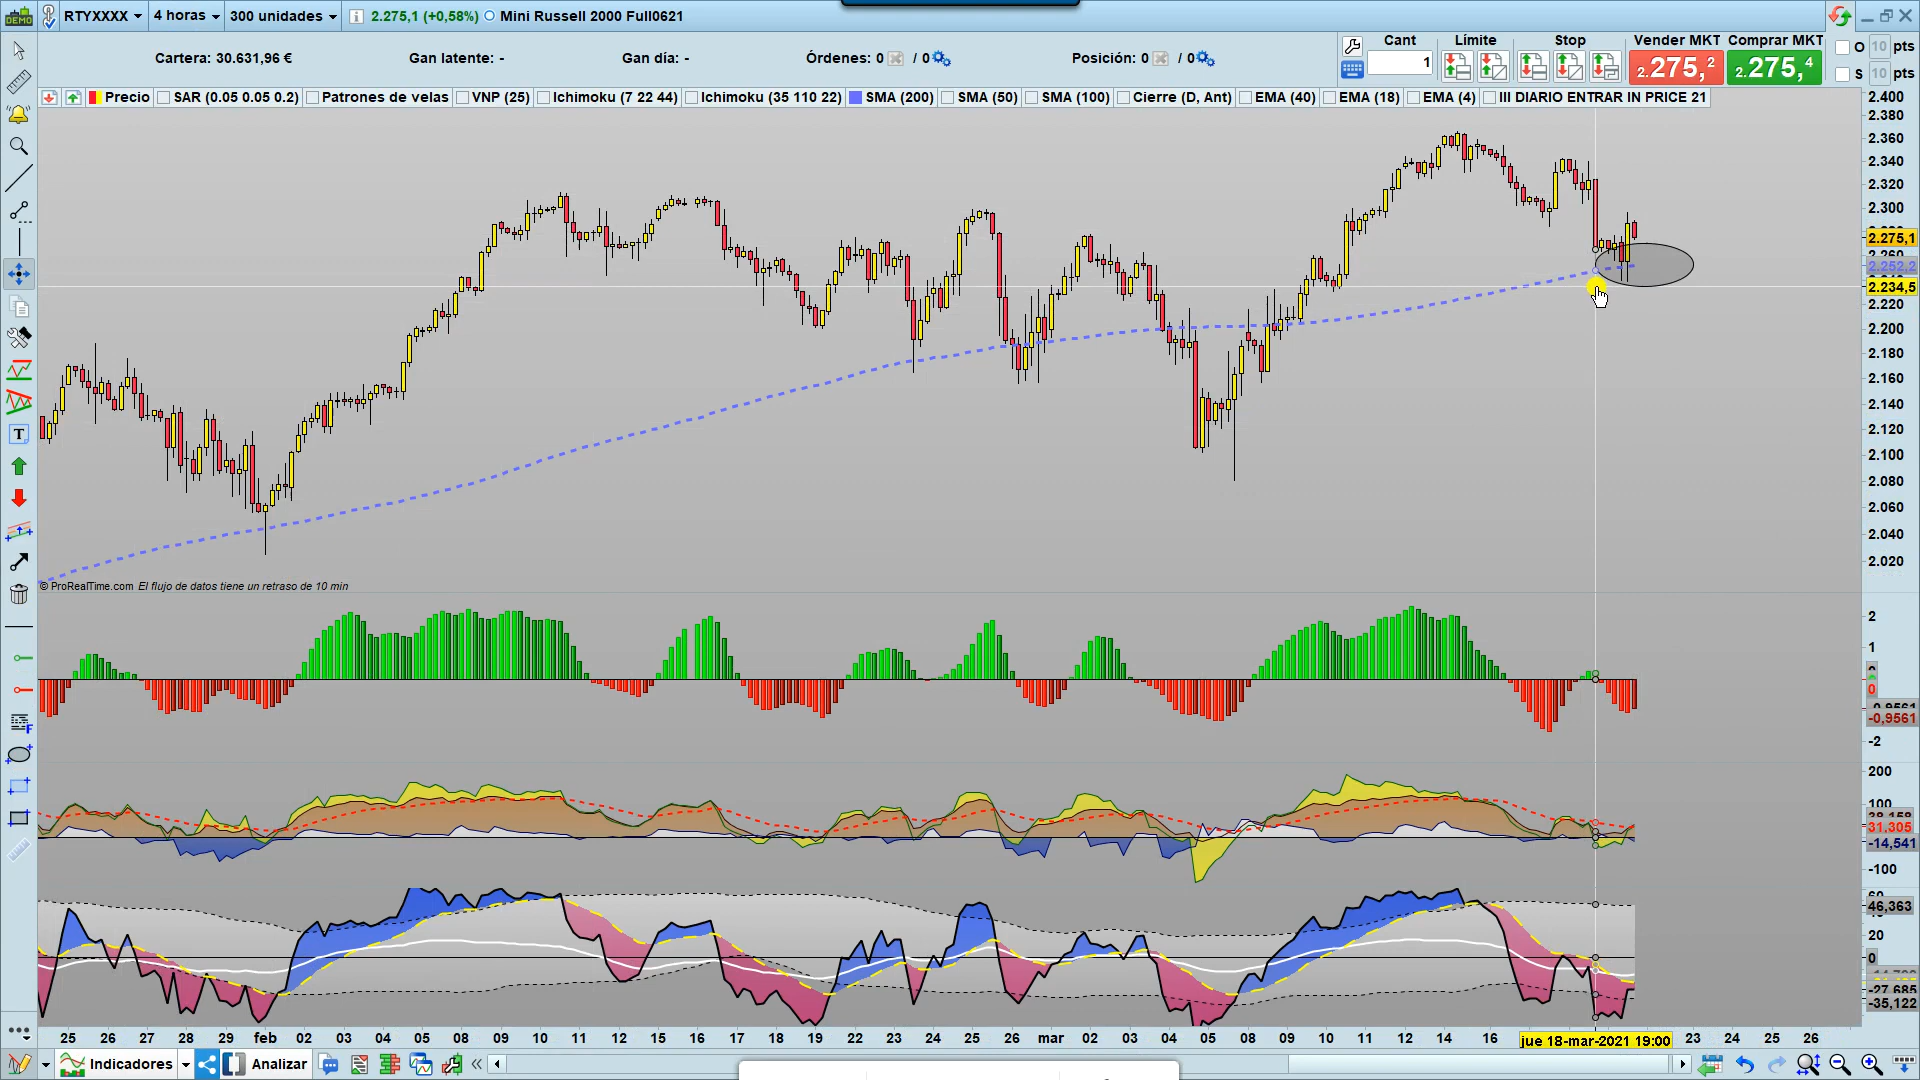 DEMO
RTYXXXX
4 horas
300 unidades
2.275,1 (+0,58%)
Mini Russell 2000 Full0621
Cartera: 30.631,96 €
Gan latente: -
Gan día: -
Órdenes: 0 / 0
Posición: 0 / 0
Cant
1
Límite
Stop
Vender MKT
2.275,2
Comprar MKT
2.275,4
O 10 pts
S 10 pts
Precio
SAR (0.05 0.05 0.2)
Patrones de velas
VNP (25)
Ichimoku (7 22 44)
Ichimoku (35 110 22)
SMA (200)
SMA (50)
SMA (100)
Cierre (D, Ant)
EMA (40)
EMA (18)
EMA (4)
III DIARIO ENTRAR IN PRICE 21
2.400
2.380
2.360
2.340
2.320
2.300
2.275,1
2.252,2
2.234,5
2.220
2.200
2.180
2.160
2.140
2.120
2.100
2.080
2.060
2.040
2.020
© ProRealTime.com El flujo de datos tiene un retraso de 10 min
2
1
0
-0,9561
-2
200
100
31,305
-14,541
-100
46,363
20
0
-27,685
-35,122
25 26 27 28 29 feb 02 03 04 05 08 09 10 11 12 15 16 17 18 19 22 23 24 25 26 mar 02 03 04 05 08 09 10 11 12 14 16 jue 18-mar-2021 19:00 23 24 25 26
Indicadores
Analizar